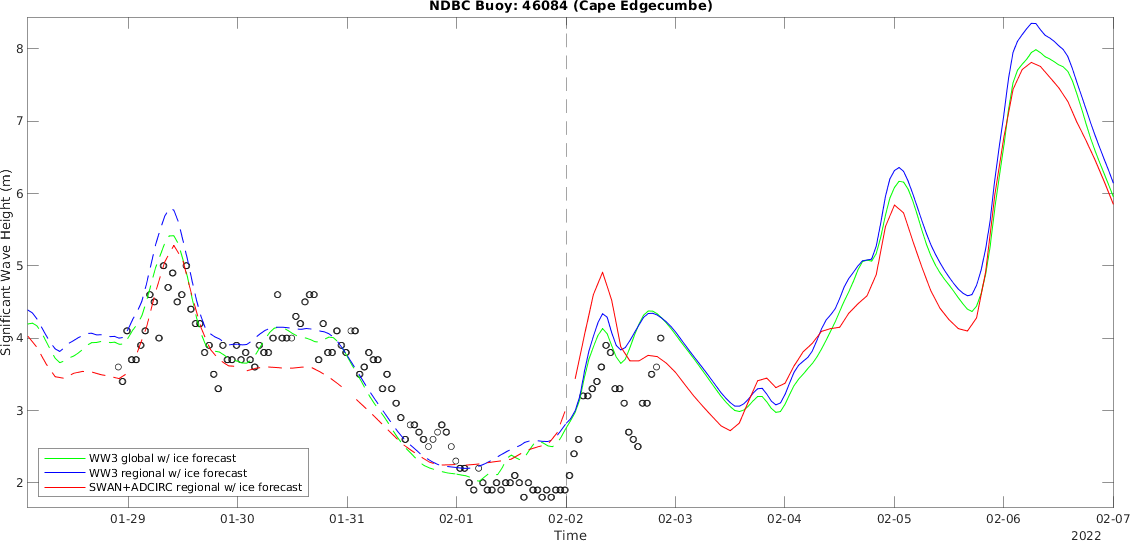 NDBC Buoy: 46084 (Cape Edgecumbe)
Significant Wave Height (m)
8
7
6
5
4
3
2
WW3 global w/ ice forecast
WW3 regional w/ ice forecast
SWAN+ADCIRC regional w/ ice forecast
01-29 01-30 01-31 02-01 02-02 02-03 02-04 02-05 02-06 02-07
Time
2022